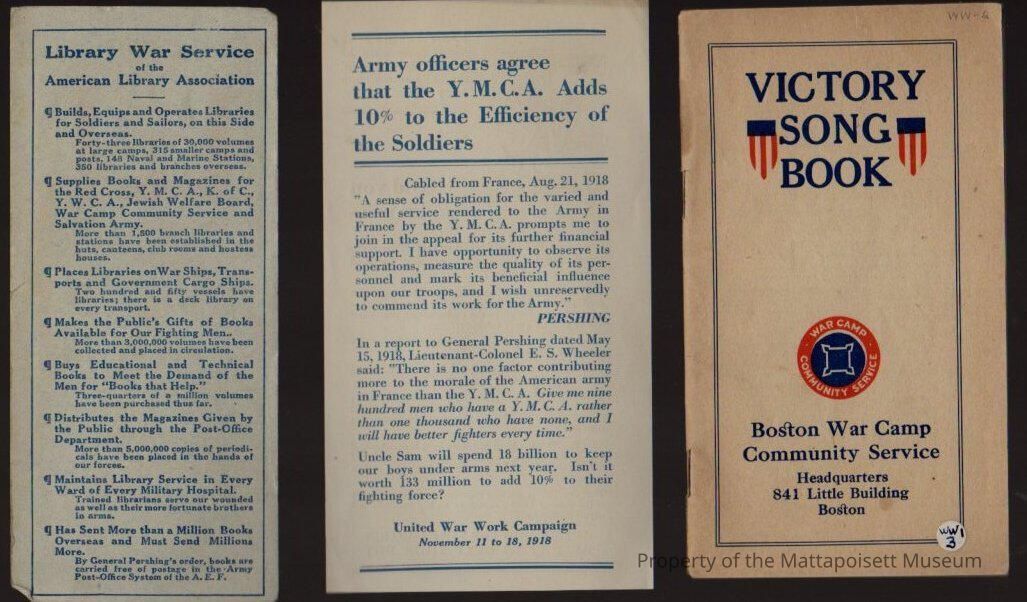 Library War Service
of the
American Library Association
¶ Builds, Equips and Operates Libraries
for Soldiers and Sailors, on this Side
and Overseas.
Forty-three libraries of 30,000 volumes
at large camps, 315 smaller camps and
posts, 148 Naval and Marine Stations,
350 libraries and branches overseas.
¶ Supplies Books and Magazines for
the Red Cross, Y. M. C. A., K. of C.,
Y. W. C. A., Jewish Welfare Board,
War Camp Community Service and
Salvation Army.
More than 1,500 branch libraries and
stations have been established in the
huts, canteens, club rooms and hostess
houses.
¶ Places Libraries on War Ships, Trans-
ports and Government Cargo Ships.
Two hundred and fifty vessels have
libraries; there is a deck library on
every transport.
¶ Makes the Public's Gifts of Books
Available for Our Fighting Men..
More than 3,000,000 volumes have been
collected and placed in circulation.
¶ Buys Educational and Technical
Books to Meet the Demand of the
Men for "Books that Help."
Three-quarters of a million volumes
have been purchased thus far.
¶ Distributes the Magazines Given by
the Public through the Post-Office
Department.
More than 5,000,000 copies of periodi-
cals have been placed in the hands of
our forces.
¶ Maintains Library Service in Every
Ward of Every Military Hospital.
Trained librarians serve our wounded
as well as their more fortunate brothers
in arms.
¶ Has Sent More than a Million Books
Overseas and Must Send Millions
More.
By General Pershing's order, books are
carried free of postage in the Army
Post-Office System of the A. E. F.
Army officers agree
that the Y. M. C. A. Adds
10% to the Efficiency of
the Soldiers
Cabled from France, Aug. 21, 1918
"A sense of obligation for the varied and
useful service rendered to the Army in
France by the Y. M. C. A. prompts me to
join in the appeal for its further financial
support. I have opportunity to observe its
operations, measure the quality of its per-
sonnel and mark its beneficial influence
upon our troops, and I wish unreservedly
to commend its work for the Army."
PERSHING
In a report to General Pershing dated May
15, 1918, Lieutenant-Colonel E. S. Wheeler
said: "There is no one factor contributing
more to the morale of the American army
in France than the Y. M. C. A. Give me nine
hundred men who have a Y. M. C. A. rather
than one thousand who have none, and I
will have better fighters every time."
Uncle Sam will spend 18 billion to keep
our boys under arms next year. Isn't it
worth 133 million to add 10% to their
fighting force?
United War Work Campaign
November 11 to 18, 1918
VICTORY
SONG
BOOK
WAR CAMP
COMMUNITY SERVICE
Boston War Camp
Community Service
Headquarters
841 Little Building
Boston
WW1
3
Property of the Mattapoisett Museum